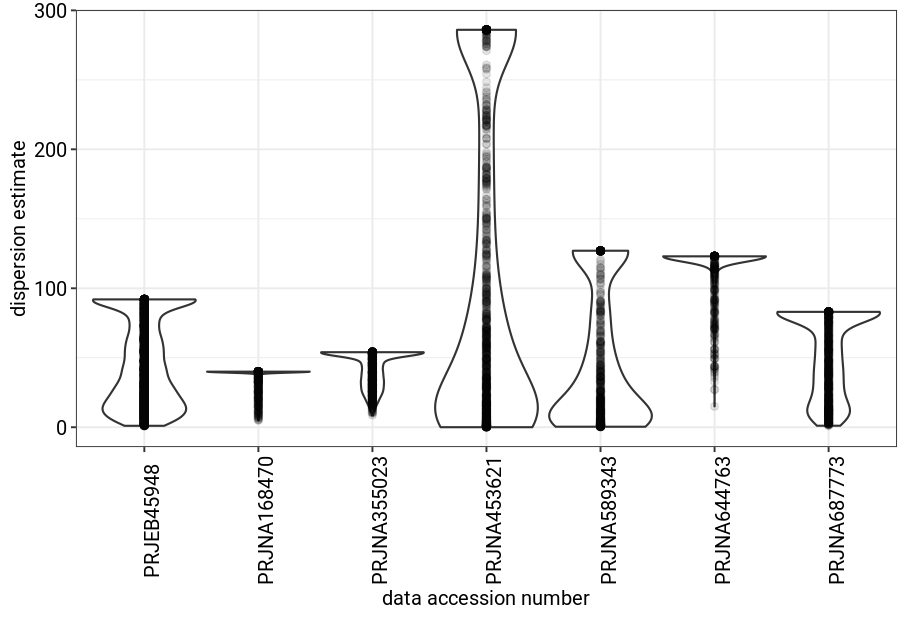 dispersion estimate
300
200
100
0
PRJEB45948
PRJNA168470
PRJNA355023
PRJNA453621
PRJNA589343
PRJNA644763
PRJNA687773
data accession number